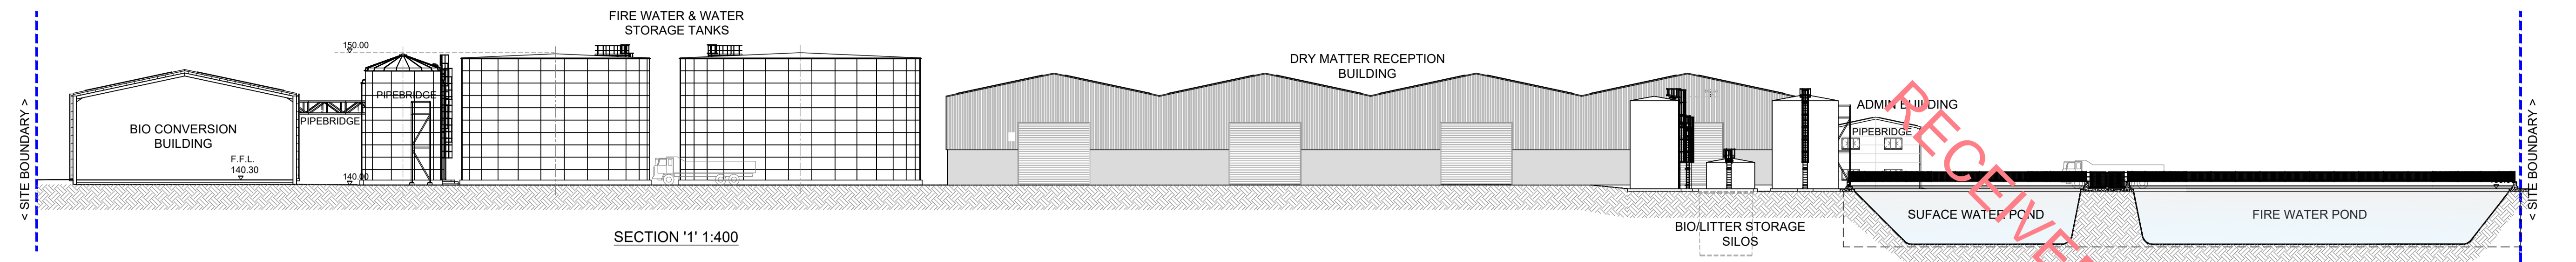 FIRE WATER & WATER
STORAGE TANKS
150.00
DRY MATTER RECEPTION
BUILDING
PIPEBRIDGE
ADMIN BUILDING
< SITE BOUNDARY >
< SITE BOUNDARY >
PIPEBRIDGE
BIO CONVERSION
BUILDING
PIPEBRIDGE
F.F.L.
140.30
140.00
RECEIVE
SUFACE WATER POND
FIRE WATER POND
BIO/LITTER STORAGE
SILOS
SECTION '1' 1:400